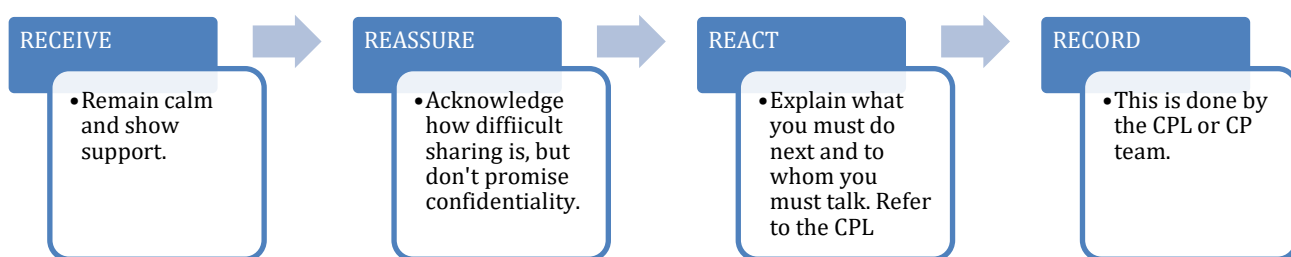 RECEIVE
•Remain calm
and show
support.
REASSURE
•Acknowledge
how diffiicult
sharing is, but
don't promise
confidentiality.
REACT
•Explain what
you must do
next and to
whom you
must talk. Refer
to the CPL
RECORD
•This is done by
the CPL or CP
team.